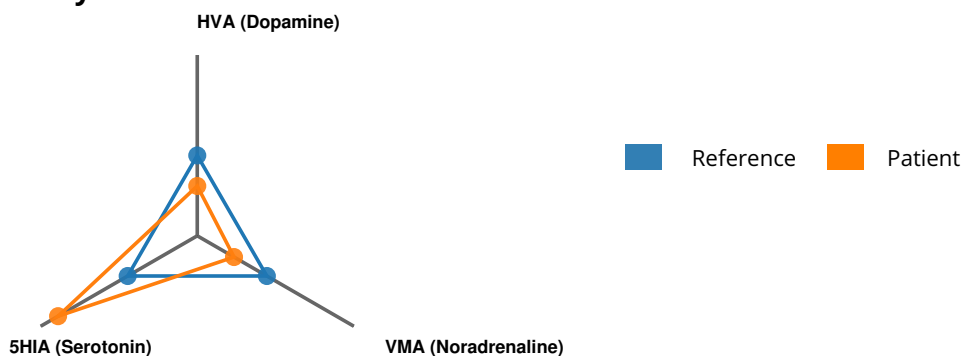 HVA (Dopamine)
Reference
Patient
5HIA (Serotonin)
VMA (Noradrenaline)